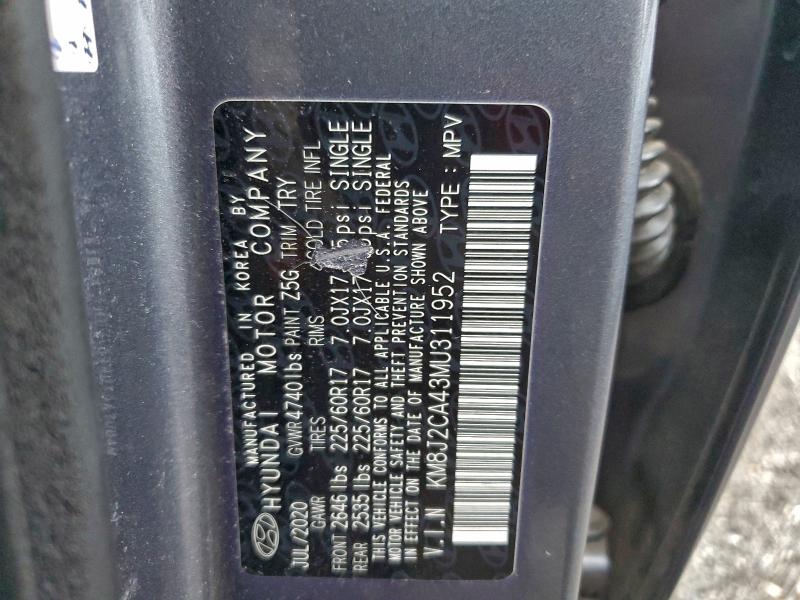 MANUFACTURED IN KOREA BY
HYUNDAI MOTOR COMPANY
JUL/2020 GVWR 4740 lbs PAINT Z5G TRIM TRY
GAWR TIRES RIMS COLD TIRE INFL
FRONT 2646 lbs 225/60R17 7.0JX17 5psi SINGLE
REAR 2535 lbs 225/60R17 7.0JX17 psi SINGLE
THIS VEHICLE CONFORMS TO ALL APPLICABLE U.S.A. FEDERAL
MOTOR VEHICLE SAFETY AND THEFT PREVENTION STANDARDS
IN EFFECT ON THE DATE OF MANUFACTURE SHOWN ABOVE
V.I.N KM8J2CA43MU311952 TYPE : MPV